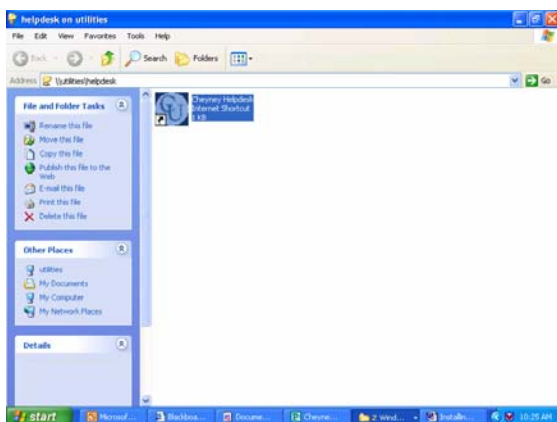 helpdesk on utilities
File Edit View Favorites Tools Help
Back Search Folders
Address \\utilities\helpdesk Go
File and Folder Tasks
Rename this file
Move this file
Copy this file
Publish this file to the
Web
E-mail this file
Print this file
Delete this file
Other Places
utilities
My Documents
My Computer
My Network Places
Details
Cheyney Helpdesk
Internet Shortcut
1 KB
start Microsof... Blackboa... Docume... Cheyne... 2 Wind... Installin... 10:25 AM